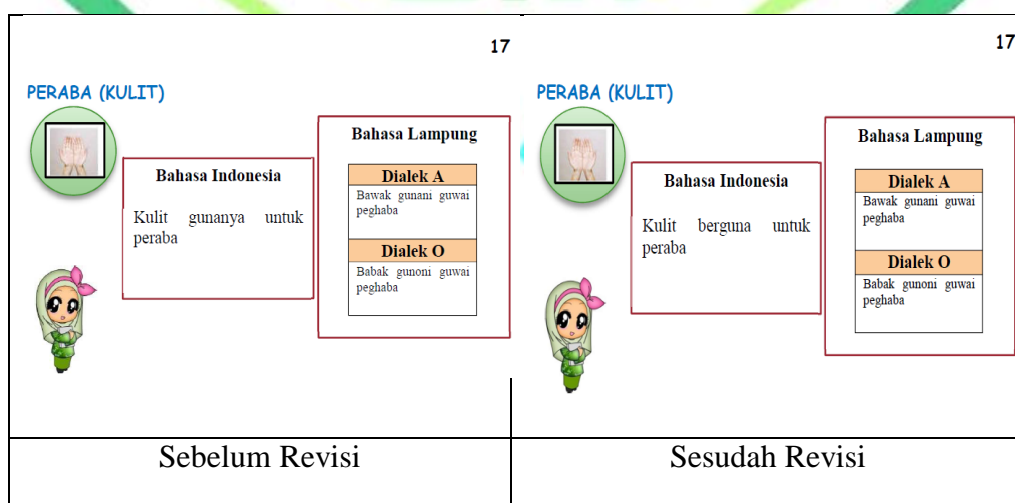 17
PERABA (KULIT)
Bahasa Indonesia
Kulit gunanya untuk
peraba
Bahasa Lampung
Dialek A
Bawak gunani guwai
peghaba
Dialek O
Babak gunoni guwai
peghaba
Sebelum Revisi
17
PERABA (KULIT)
Bahasa Indonesia
Kulit berguna untuk
peraba
Bahasa Lampung
Dialek A
Bawak gunani guwai
peghaba
Dialek O
Babak gunoni guwai
peghaba
Sesudah Revisi